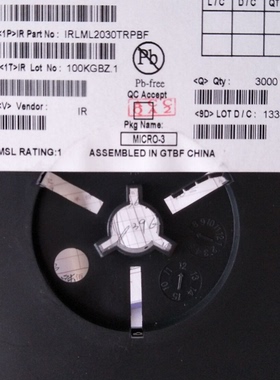 L / C
D / C
<1P>IR Part No : IRLML2030TRPBF
<1T>IR Lot No : 100KGBZ.1
Pb
Pb-free
<Q> Qty : 3000
QC Accept
<V> Vendor : IR
<9D> LOT D / C : 133
Pkg Name:
MICRO-3
MSL RATING:1 ASSEMBLED IN GTBF CHINA